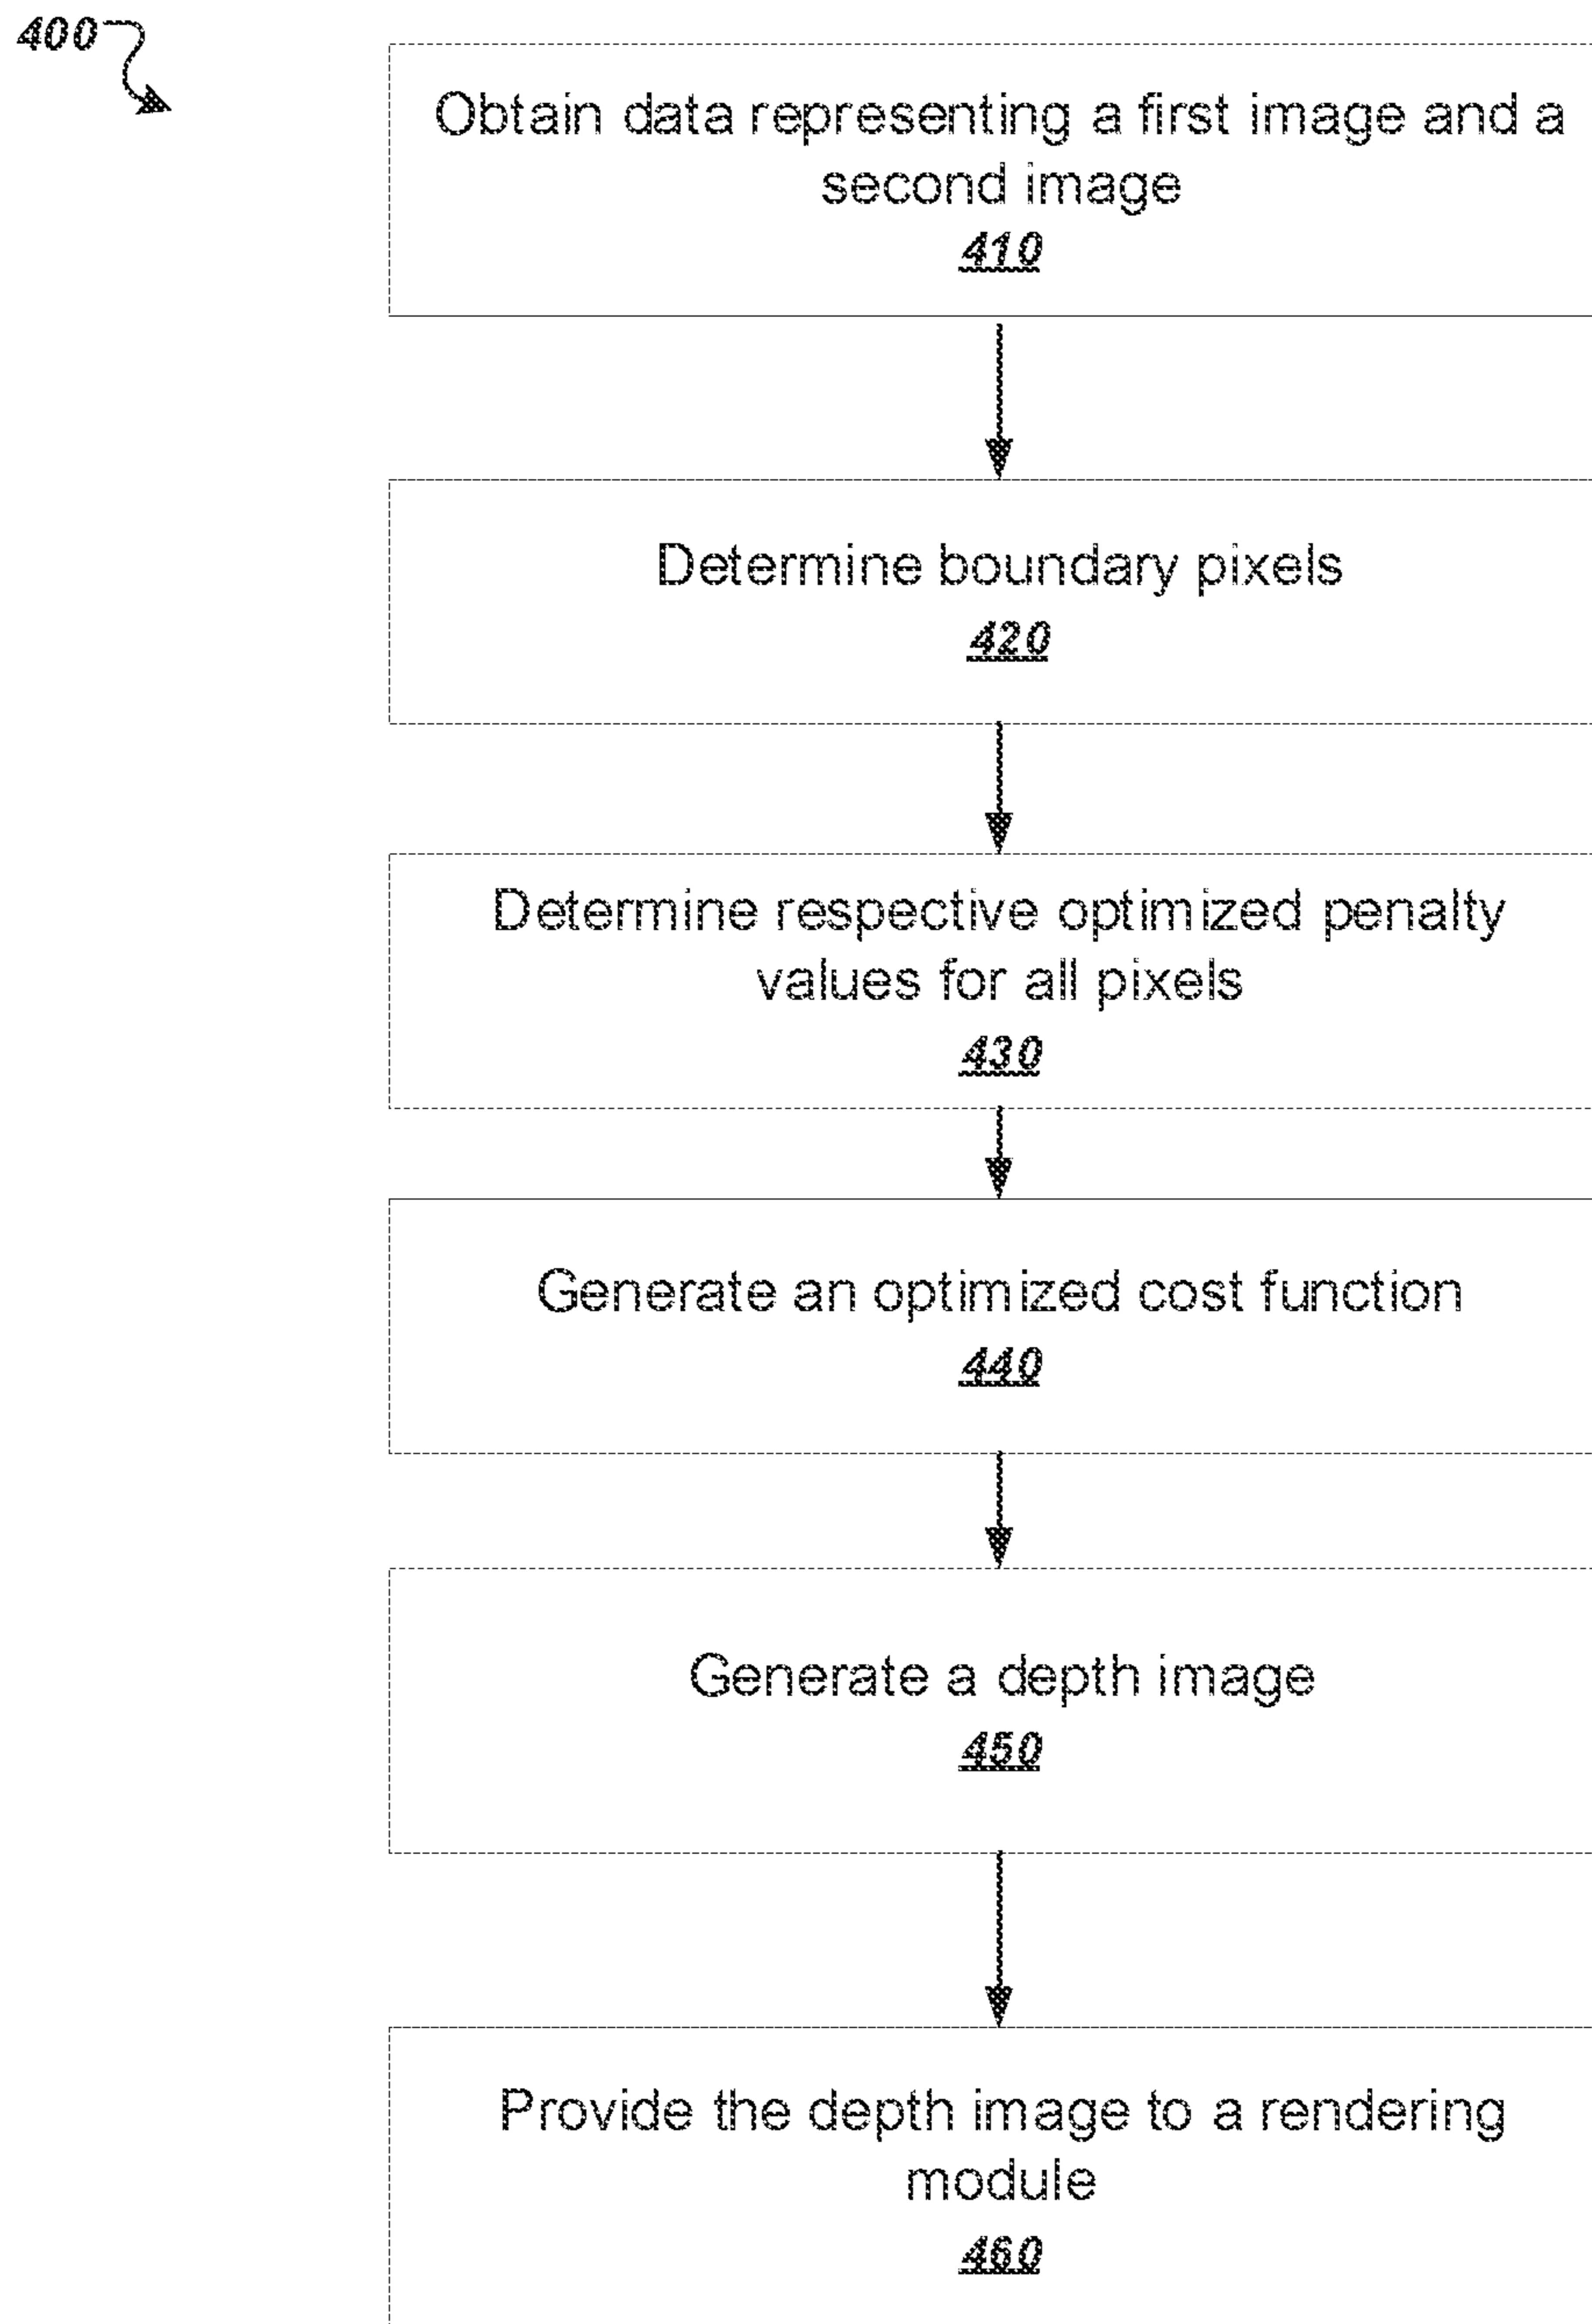 400
Obtain data representing a first image and a
second image
410
Determine boundary pixels
420
Determine respective optimized penalty
values for all pixels
430
Generate an optimized cost function
440
Generate a depth image
450
Provide the depth image to a rendering
module
460